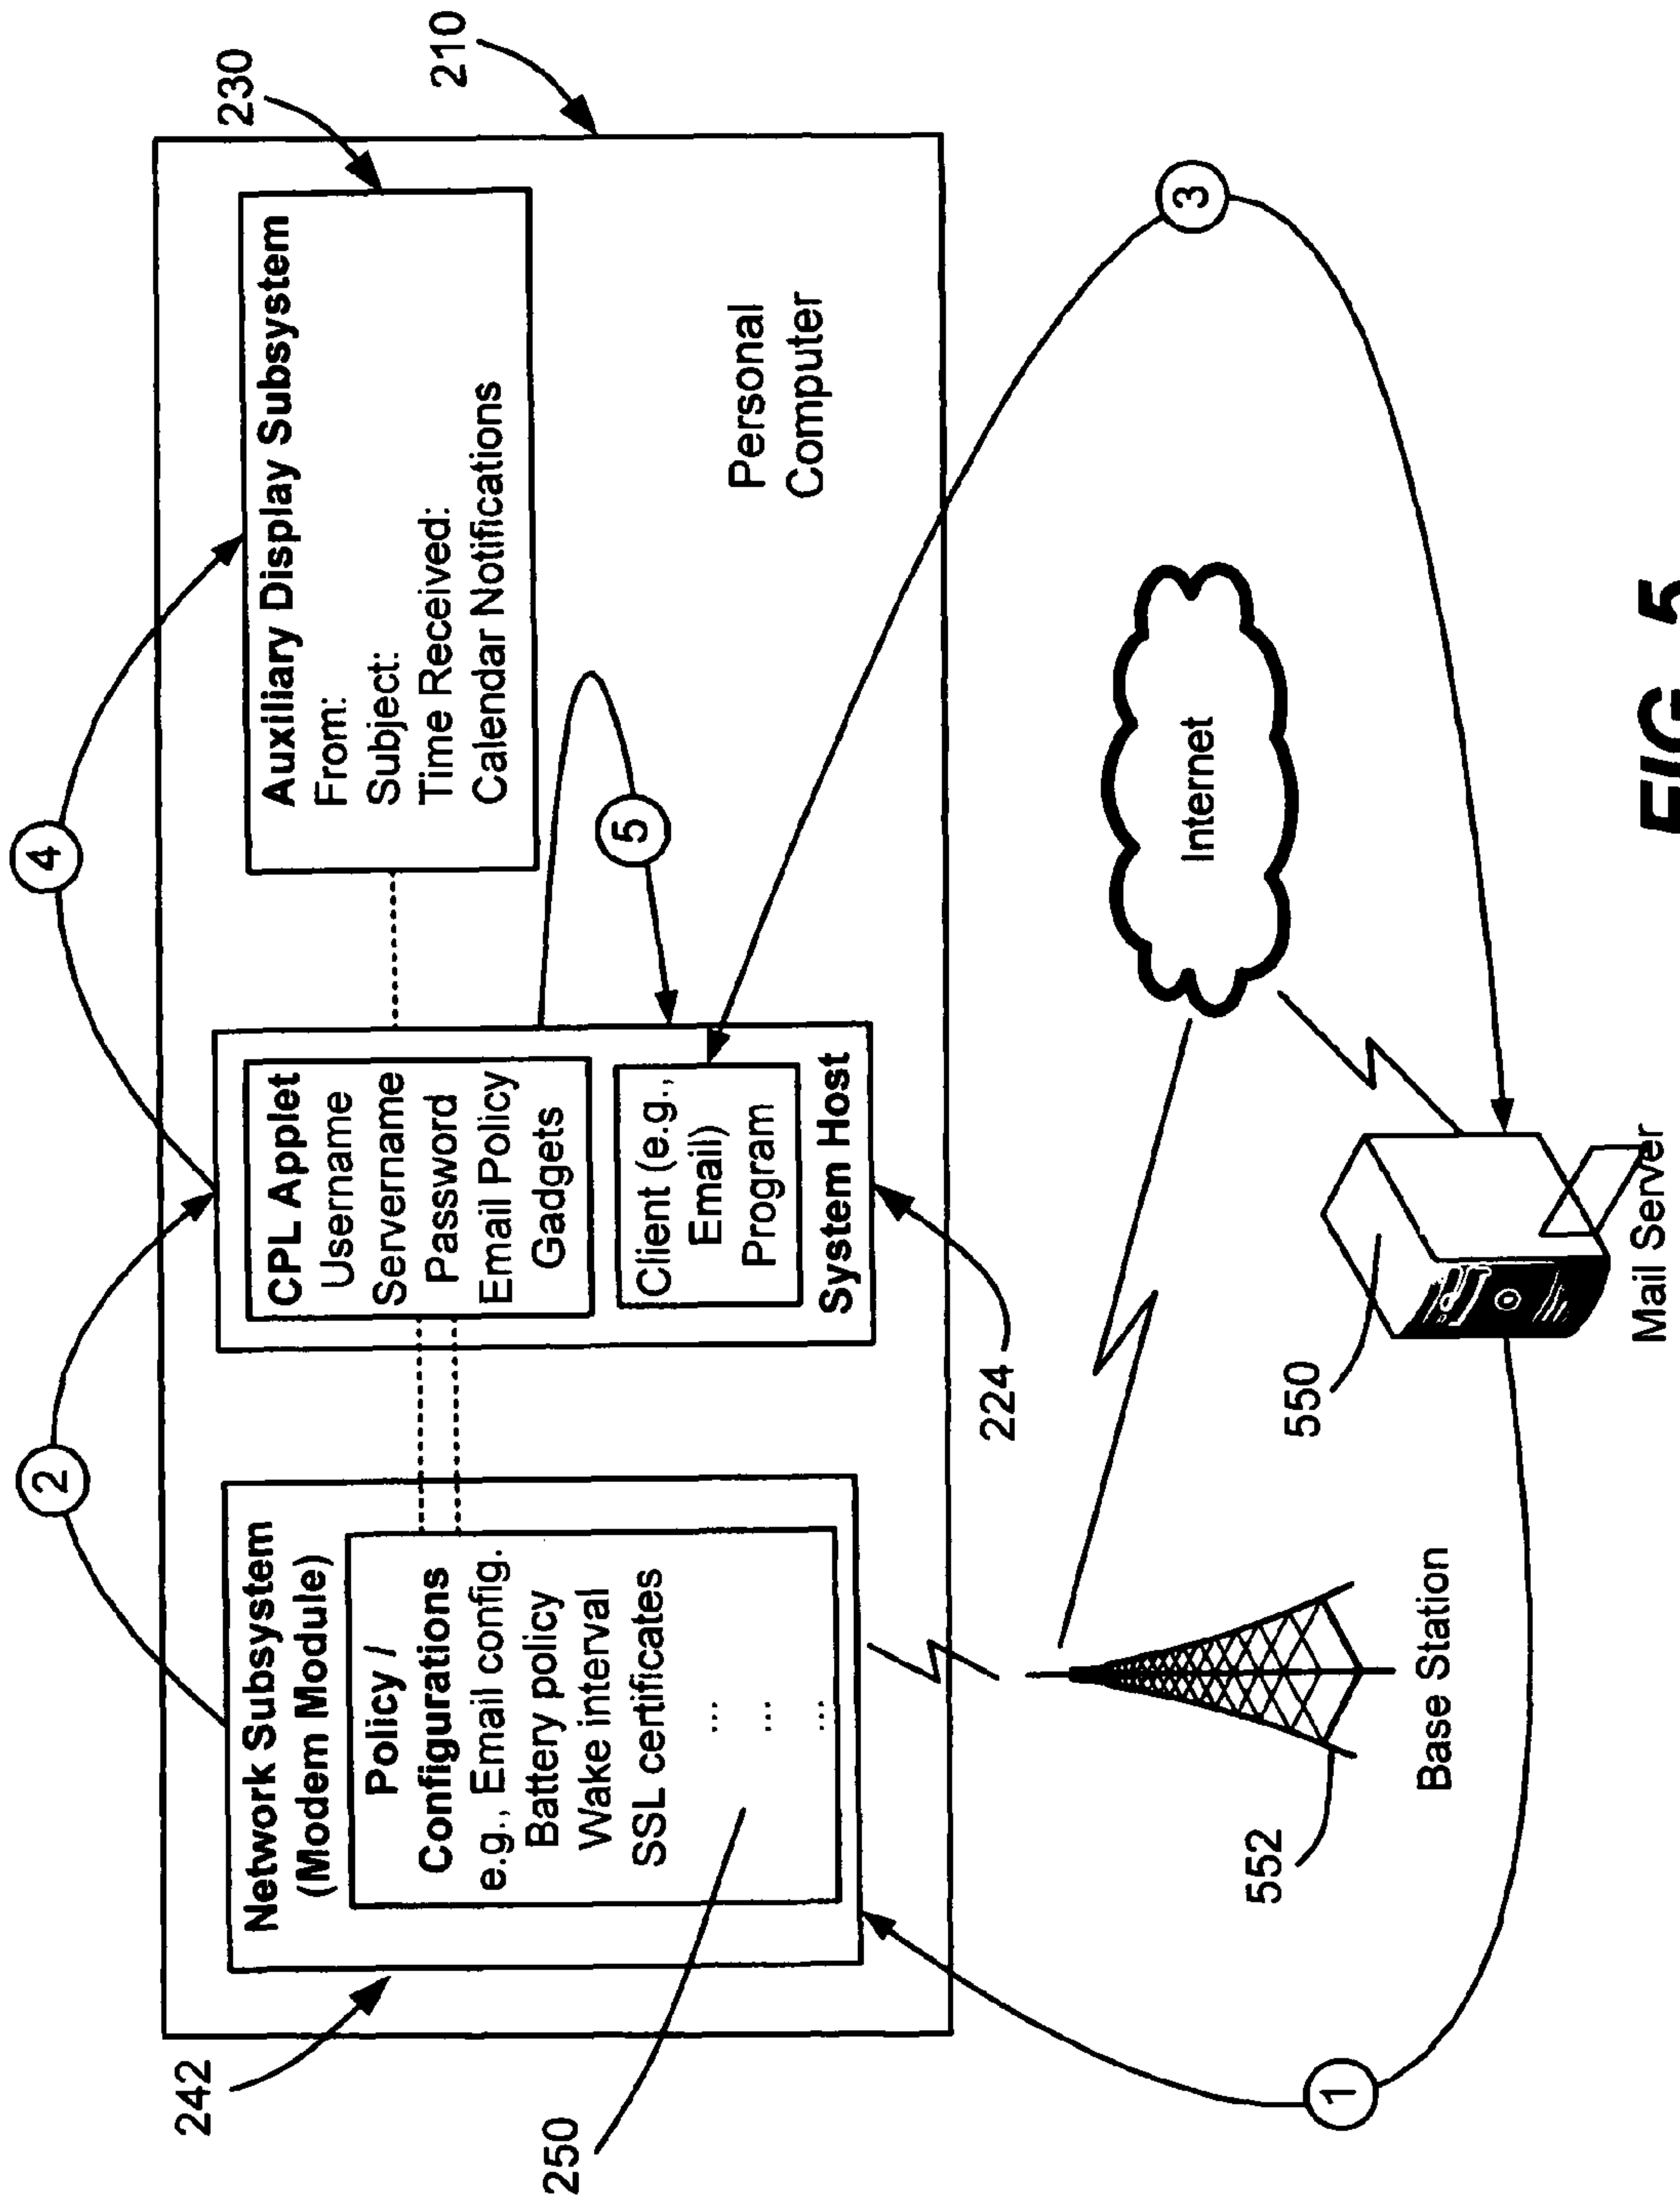 2
4
230
210
242
250
Network Subsystem
(Modem Module)
Policy /
Configurations
e.g., Email config.
Battery policy
Wake interval
SSL certificates
...
...
...
CPL Applet
Username
Servername
Password
Email Policy
Gadgets
Client (e.g.,
Email)
Program
System Host
Auxiliary Display Subsystem
From:
Subject:
Time Received:
Calendar Notifications
5
Personal
Computer
224
3
1
552
Base Station
550
Mail Server
Internet
FIG. 5